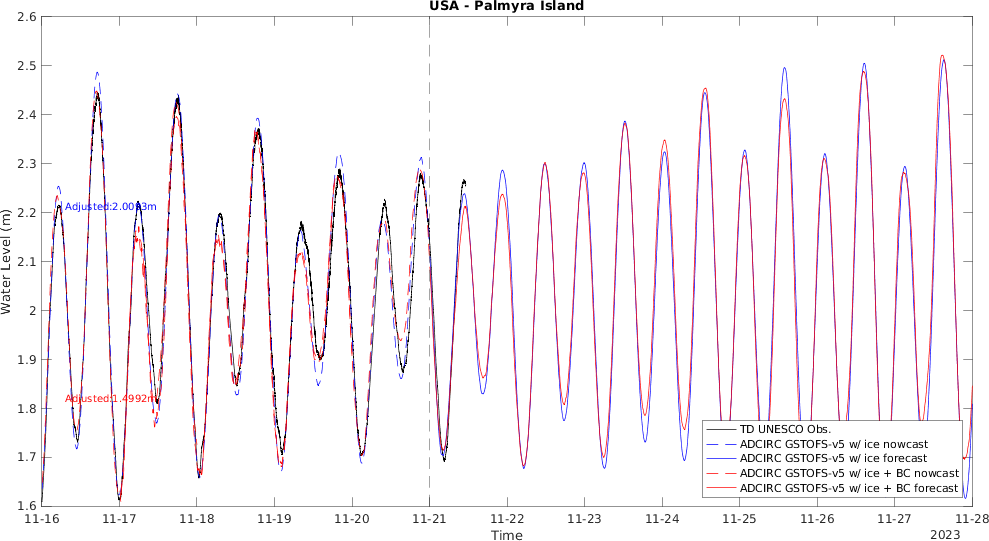 USA - Palmyra Island
Water Level (m)
2.6
2.5
2.4
2.3
2.2
2.1
2
1.9
1.8
1.7
1.6
Adjusted:2.0093m
Adjusted:1.4992m
TD UNESCO Obs.
ADCIRC GSTOFS-v5 w/ ice nowcast
ADCIRC GSTOFS-v5 w/ ice forecast
ADCIRC GSTOFS-v5 w/ ice + BC nowcast
ADCIRC GSTOFS-v5 w/ ice + BC forecast
11-16 11-17 11-18 11-19 11-20 11-21 11-22 11-23 11-24 11-25 11-26 11-27 11-28
Time
2023